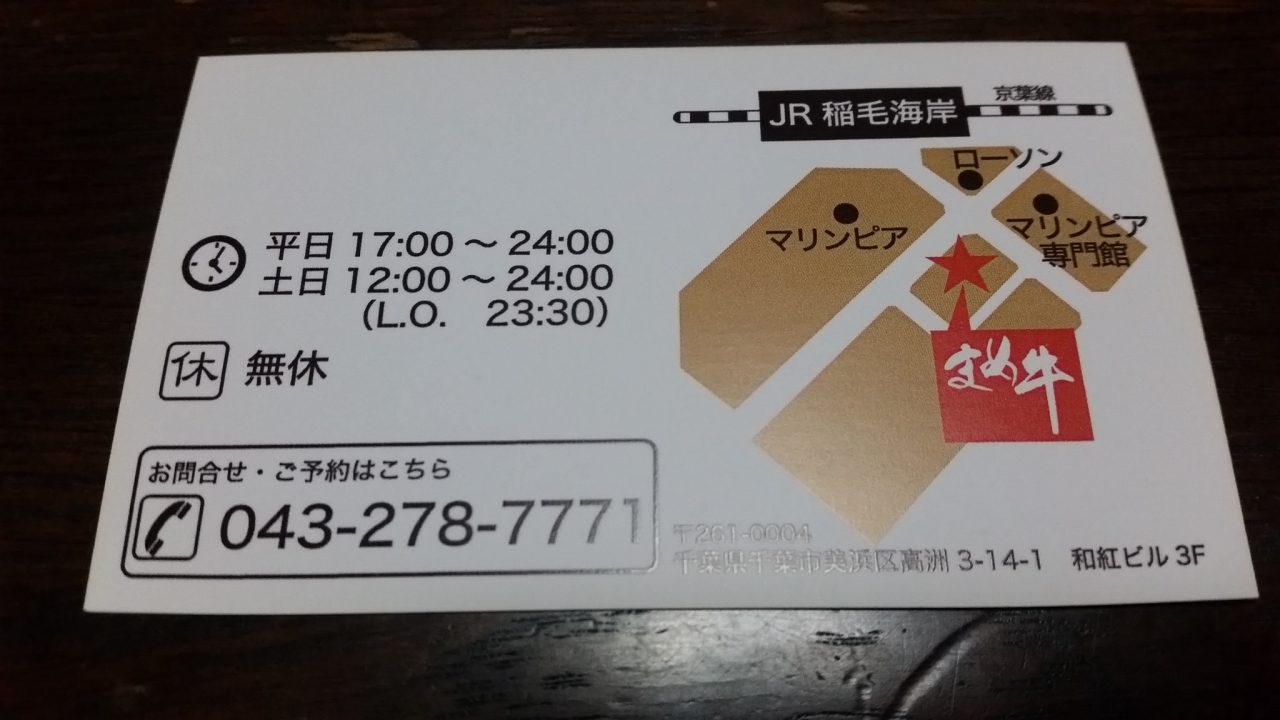 平日 17:00 ～ 24:00
土日 12:00 ～ 24:00
(L.O. 23:30)
休 無休
お問合せ・ご予約はこちら
043-278-7771
京葉線
JR 稲毛海岸
ローソン
マリンピア
マリンピア
専門館
まめ牛
〒261-0004
千葉県千葉市美浜区高洲 3-14-1 和紅ビル 3F